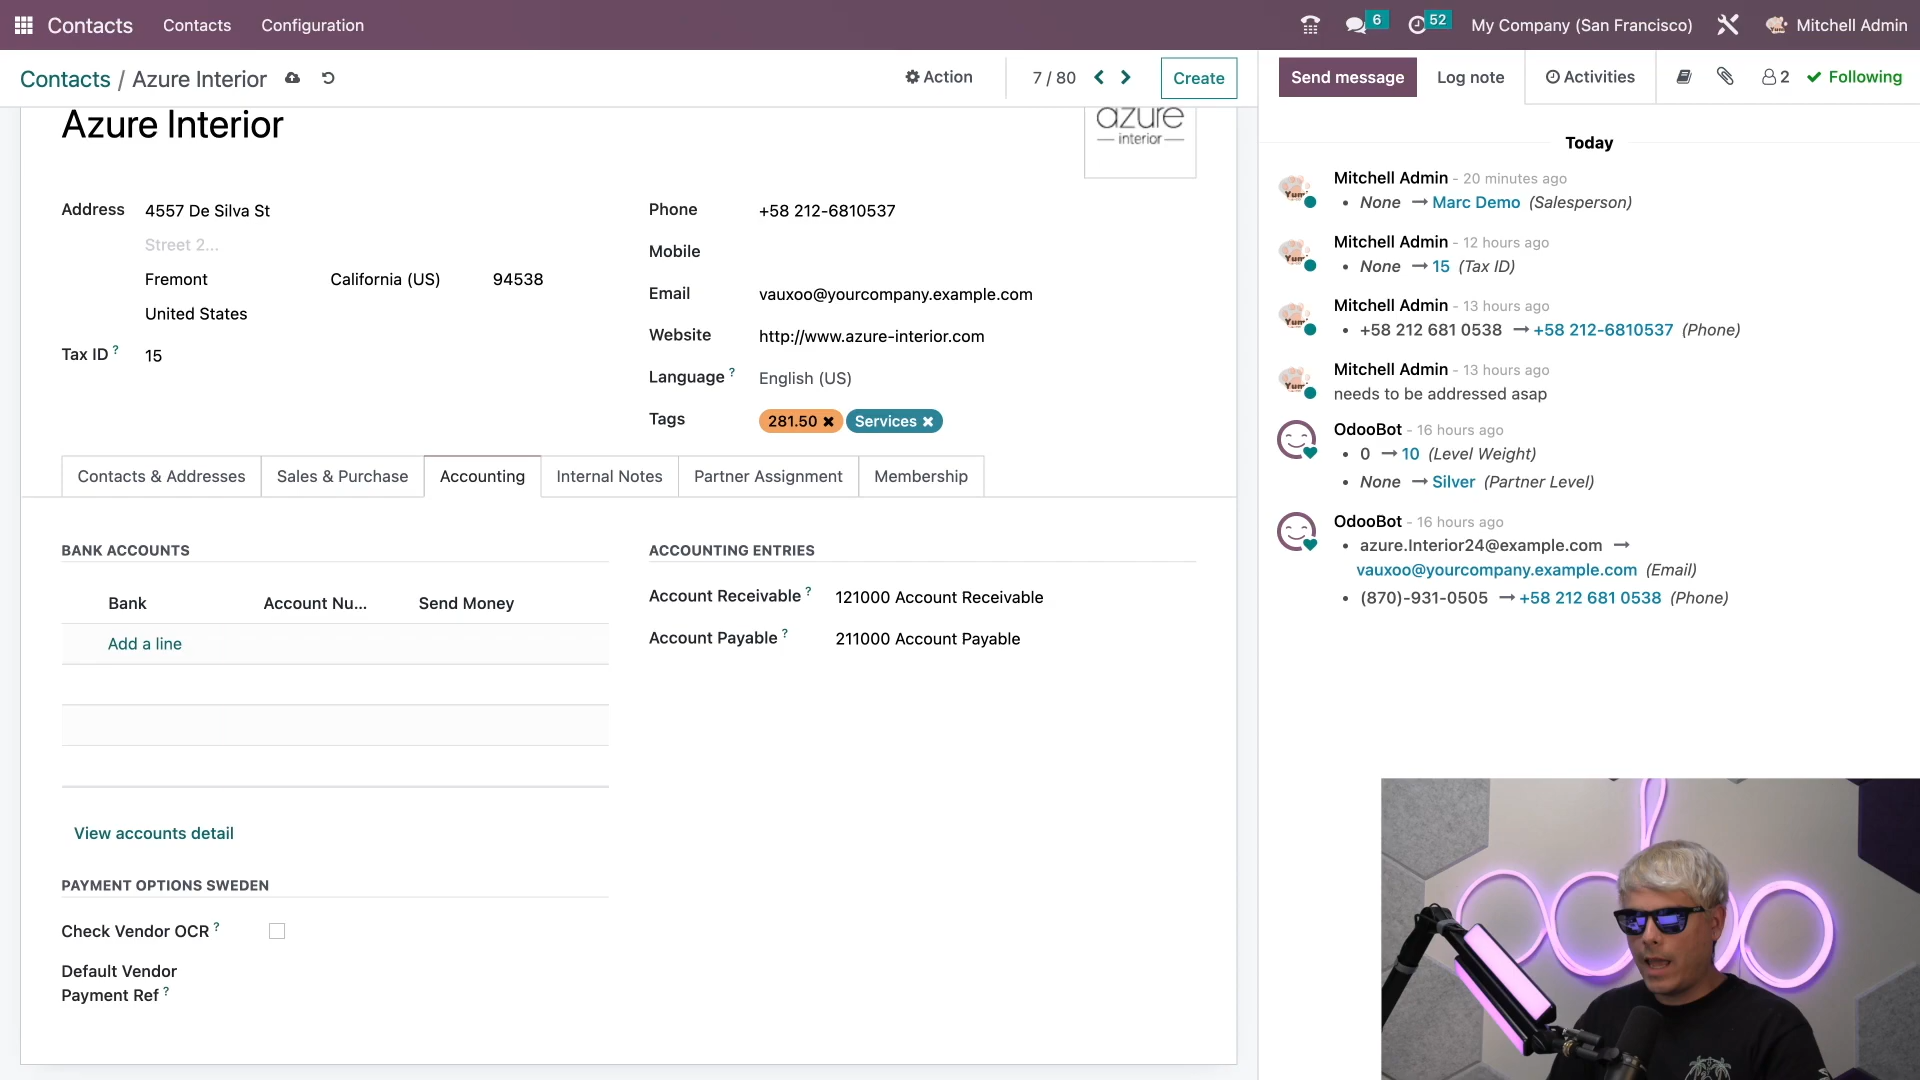 Contacts Contacts Configuration 6 52 My Company (San Francisco) Mitchell Admin
Contacts / Azure Interior Action 7 / 80 Create Send message Log note Activities 2 Following
Azure Interior
azure
interior
Address 4557 De Silva St
Street 2...
Fremont California (US) 94538
United States
Tax ID ? 15
Phone +58 212-6810537
Mobile
Email vauxoo@yourcompany.example.com
Website http://www.azure-interior.com
Language ? English (US)
Tags 281.50 ✖ Services ✖
Contacts & Addresses Sales & Purchase Accounting Internal Notes Partner Assignment Membership
BANK ACCOUNTS
Bank Account Nu... Send Money
Add a line
View accounts detail
PAYMENT OPTIONS SWEDEN
Check Vendor OCR ?
Default Vendor
Payment Ref ?
ACCOUNTING ENTRIES
Account Receivable ? 121000 Account Receivable
Account Payable ? 211000 Account Payable
Today
Mitchell Admin - 20 minutes ago
• None → Marc Demo (Salesperson)
Mitchell Admin - 12 hours ago
• None → 15 (Tax ID)
Mitchell Admin - 13 hours ago
• +58 212 681 0538 → +58 212-6810537 (Phone)
Mitchell Admin - 13 hours ago
needs to be addressed asap
OdooBot - 16 hours ago
• 0 → 10 (Level Weight)
• None → Silver (Partner Level)
OdooBot - 16 hours ago
• azure.Interior24@example.com →
vauxoo@yourcompany.example.com (Email)
• (870)-931-0505 → +58 212 681 0538 (Phone)
odoo